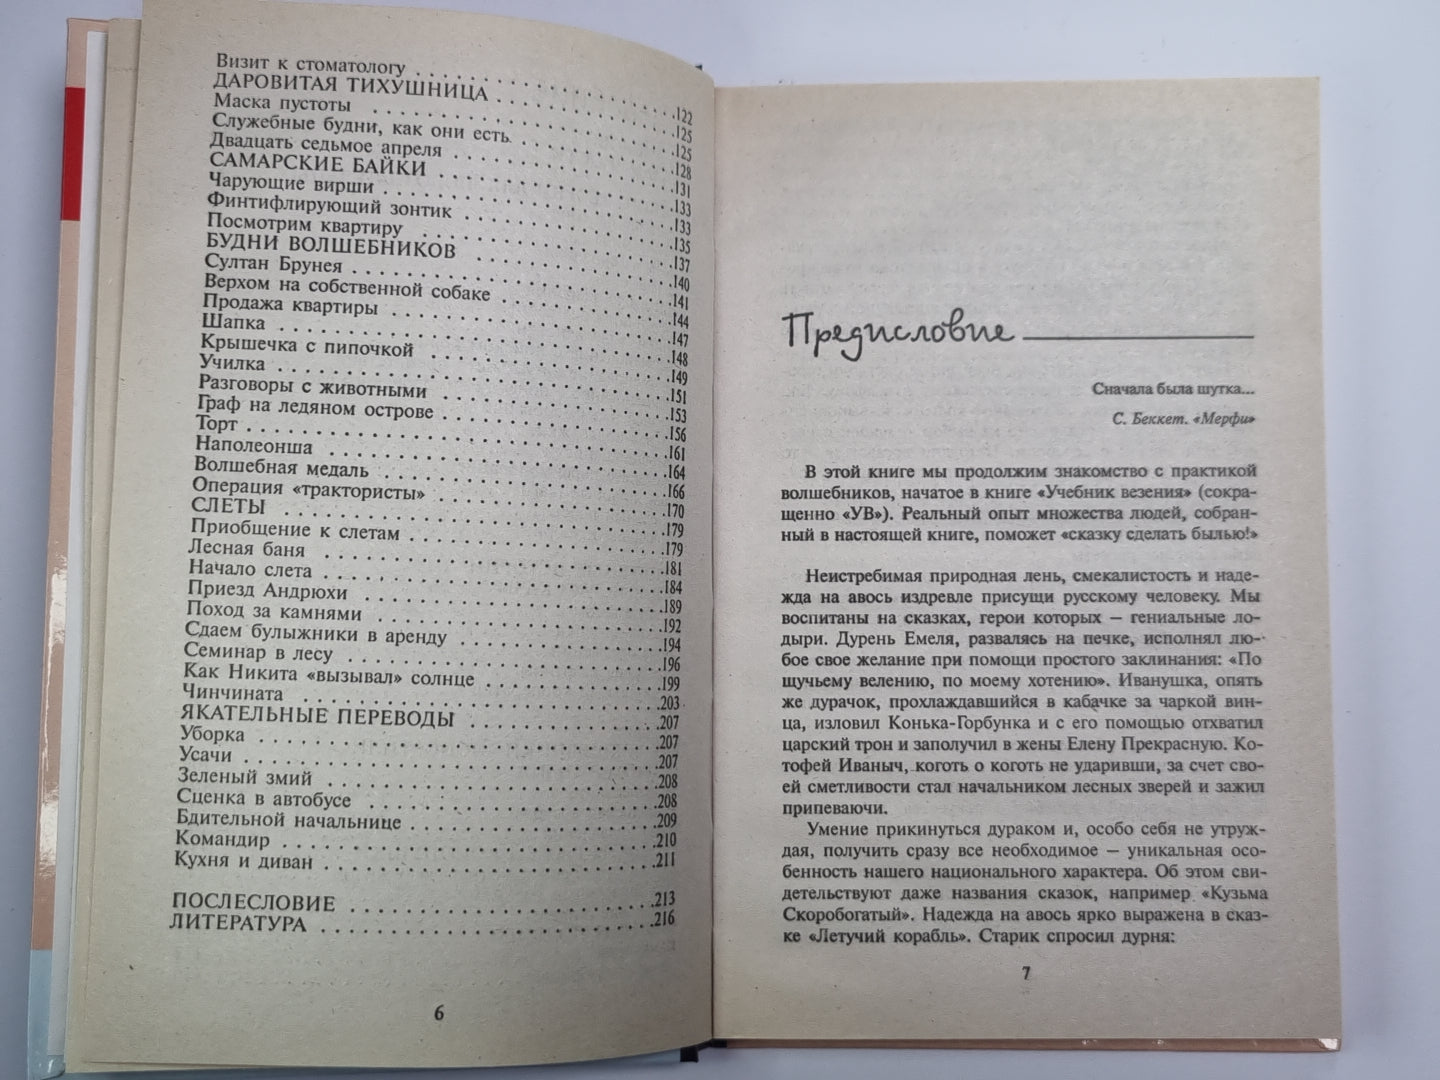 Визит к стоматологу . . . . . . . . . . 122
ДАРОВИТАЯ ТИХУШНИЦА . . . . . . . . . . 125
Маска пустоты . . . . . . . . . . 125
Служебные будни, как они есть . . . . . . . . . . 128
Двадцать седьмое апреля . . . . . . . . . . 131
САМАРСКИЕ БАЙКИ . . . . . . . . . . 133
Чарующие вирши . . . . . . . . . . 133
Финтифлирующий зонтик . . . . . . . . . . 135
Посмотрим квартиру . . . . . . . . . . 137
БУДНИ ВОЛШЕБНИКОВ . . . . . . . . . . 140
Султан Брунея . . . . . . . . . . 141
Верхом на собственной собаке . . . . . . . . . . 144
Продажа квартиры . . . . . . . . . . 147
Шапка . . . . . . . . . . 148
Крышечка с пипочкой . . . . . . . . . . 149
Училка . . . . . . . . . . 151
Разговоры с животными . . . . . . . . . . 153
Граф на ледяном острове . . . . . . . . . . 156
Торт . . . . . . . . . . 161
Наполеонша . . . . . . . . . . 164
Волшебная медаль . . . . . . . . . . 166
Операция «трактористы» . . . . . . . . . . 170
СЛЕТЫ . . . . . . . . . . 179
Приобщение к слетам . . . . . . . . . . 179
Лесная баня . . . . . . . . . . 181
Начало слета . . . . . . . . . . 184
Приезд Андрюхи . . . . . . . . . . 189
Поход за камнями . . . . . . . . . . 192
Сдаем булыжники в аренду . . . . . . . . . . 194
Семинар в лесу . . . . . . . . . . 196
Как Никита «вызывал» солнце . . . . . . . . . . 199
Чинчината . . . . . . . . . . 203
ЯКАТЕЛЬНЫЕ ПЕРЕВОДЫ . . . . . . . . . . 207
Уборка . . . . . . . . . . 207
Усачи . . . . . . . . . . 207
Зеленый змий . . . . . . . . . . 208
Сценка в автобусе . . . . . . . . . . 208
Бдительной начальнице . . . . . . . . . . 209
Командир . . . . . . . . . . 210
Кухня и диван . . . . . . . . . . 211
ПОСЛЕСЛОВИЕ . . . . . . . . . . 213
ЛИТЕРАТУРА . . . . . . . . . . 216
6
Предисловие
Сначала была шутка...
С. Беккет. «Мерфи»
В этой книге мы продолжим знакомство с практикой
волшебников, начатое в книге «Учебник везения» (сокра-
щенно «УВ»). Реальный опыт множества людей, собран-
ный в настоящей книге, поможет «сказку сделать былью!»
Неистребимая природная лень, смекалистость и наде-
жда на авось издревле присущи русскому человеку. Мы
воспитаны на сказках, герои которых – гениальные ло-
дыри. Дурень Емеля, развалясь на печке, исполнял лю-
бое свое желание при помощи простого заклинания: «По
щучьему велению, по моему хотению». Иванушка, опять
же дурачок, прохлаждавшийся в кабачке за чаркой вин-
ца, изловил Конька-Горбунка и с его помощью отхватил
царский трон и заполучил в жены Елену Прекрасную. Ко-
тофей Иваныч, коготь о коготь не ударивши, за счет сво-
ей сметливости стал начальником лесных зверей и зажил
припеваючи.
Умение прикинуться дураком и, особо себя не утруж-
дая, получить сразу все необходимое – уникальная осо-
бенность нашего национального характера. Об этом сви-
детельствуют даже названия сказок, например «Кузьма
Скоробогатый». Надежда на авось ярко выражена в сказ-
ке «Летучий корабль». Старик спросил дурня:
7